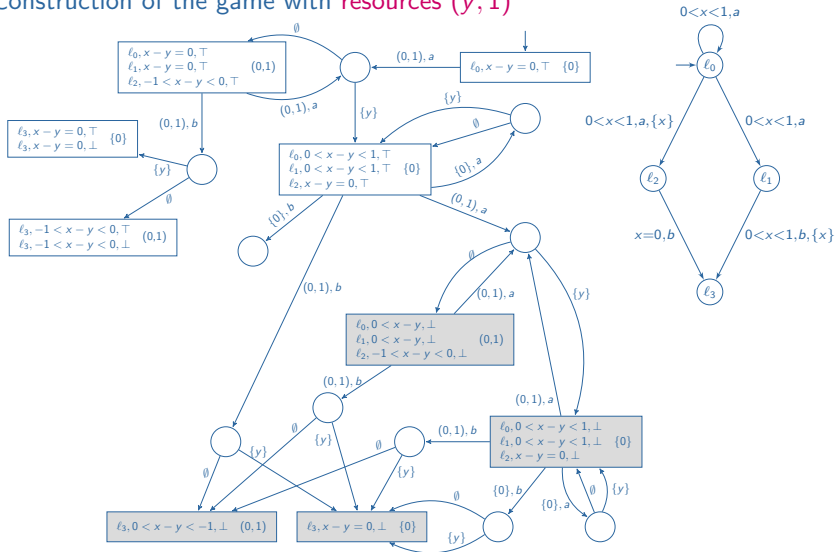 construction of the game with resources (y, 1)
0<x<1,a
ℓ0
0<x<1,a,{x}
0<x<1,a
ℓ2
ℓ1
x=0,b
0<x<1,b,{x}
ℓ3
∅
ℓ0, x − y = 0, ⊤
ℓ1, x − y = 0, ⊤ (0,1)
ℓ2, −1 < x − y < 0, ⊤
(0,1), a
ℓ0, x − y = 0, ⊤ {0}
(0,1), a
{y}
(0,1), b
ℓ3, x − y = 0, ⊤
ℓ3, x − y = 0, ⊥ {0}
{y}
∅
ℓ3, −1 < x − y < 0, ⊤
ℓ3, −1 < x − y < 0, ⊥ (0,1)
{y}
∅
ℓ0, 0 < x − y < 1, ⊤
ℓ1, 0 < x − y < 1, ⊤ {0}
ℓ2, x − y = 0, ⊤
{0}, a
{0}, b
(0,1), a
(0,1), b
∅
(0,1), a
{y}
ℓ0, 0 < x − y, ⊥
ℓ1, 0 < x − y, ⊥ (0,1)
ℓ2, −1 < x − y < 0, ⊥
(0,1), b
(0,1), a
ℓ0, 0 < x − y < 1, ⊥
ℓ1, 0 < x − y < 1, ⊥ {0}
ℓ2, x − y = 0, ⊥
(0,1), b
∅
{y}
∅
{y}
∅
{y}
{0}, b
{0}, a
∅
{y}
∅
{y}
ℓ3, 0 < x − y < −1, ⊥ (0,1)
ℓ3, x − y = 0, ⊥ {0}